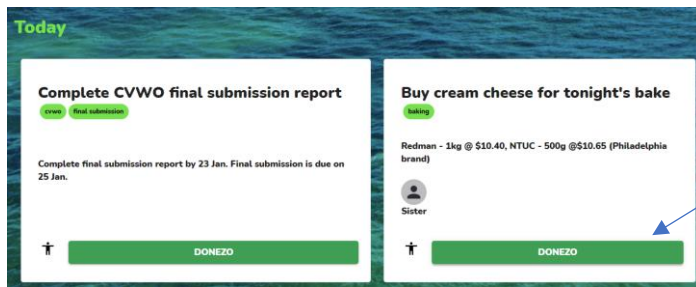 Today
Complete CVWO final submission report
cvwo final submission
Complete final submission report by 23 Jan. Final submission is due on
25 Jan.
DONEZO
Buy cream cheese for tonight's bake
baking
Redman - 1kg @ $10.40, NTUC - 500g @$10.65 (Philadelphia
brand)
Sister
DONEZO